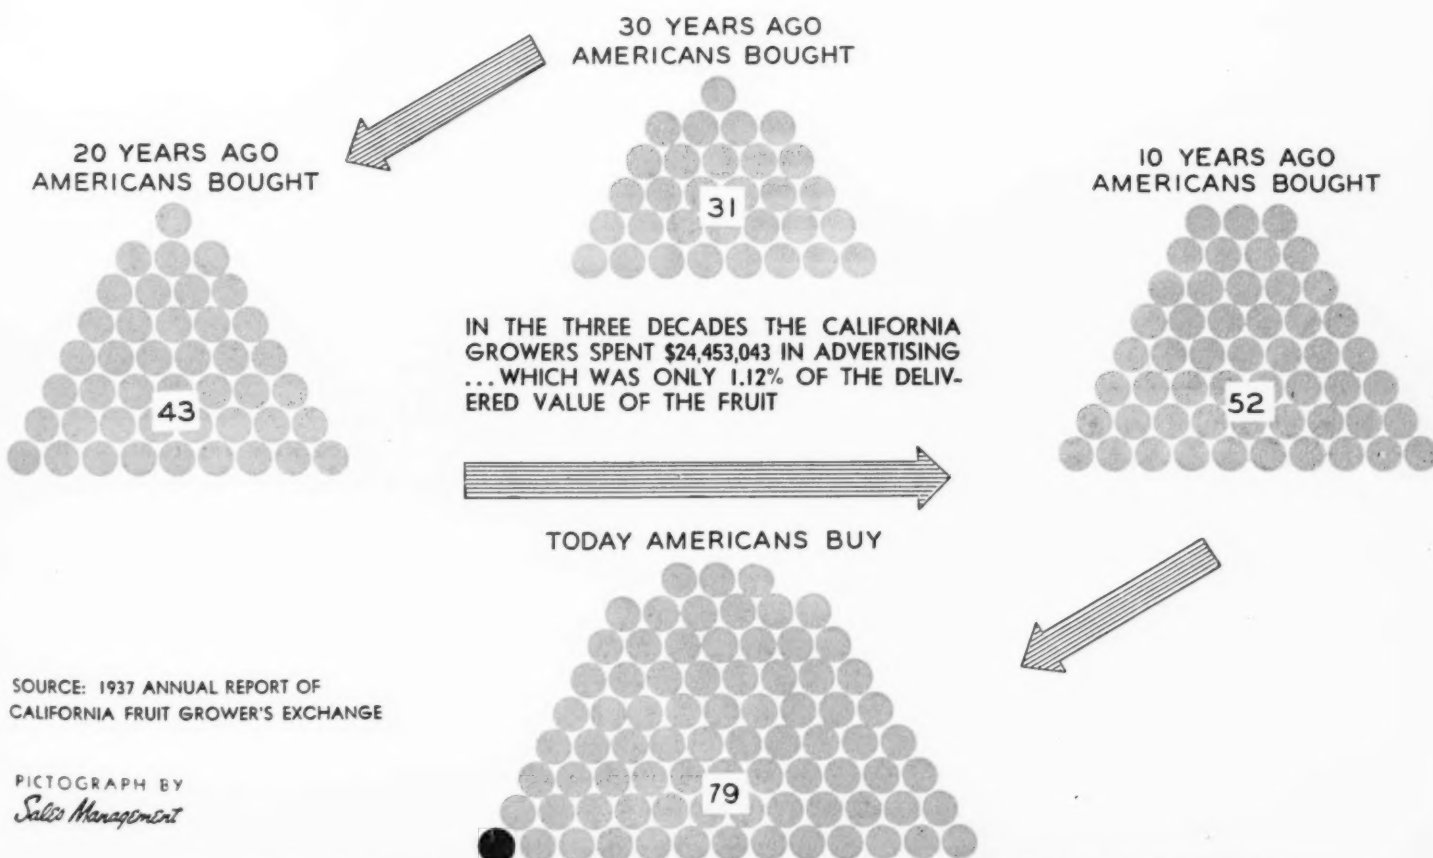 30 YEARS AGO
AMERICANS BOUGHT
31
20 YEARS AGO
AMERICANS BOUGHT
43
10 YEARS AGO
AMERICANS BOUGHT
52
IN THE THREE DECADES THE CALIFORNIA
GROWERS SPENT $24,453,043 IN ADVERTISING
...WHICH WAS ONLY 1.12% OF THE DELIV-
ERED VALUE OF THE FRUIT
TODAY AMERICANS BUY
79
SOURCE: 1937 ANNUAL REPORT OF
CALIFORNIA FRUIT GROWER'S EXCHANGE
PICTOGRAPH BY
Sales Management